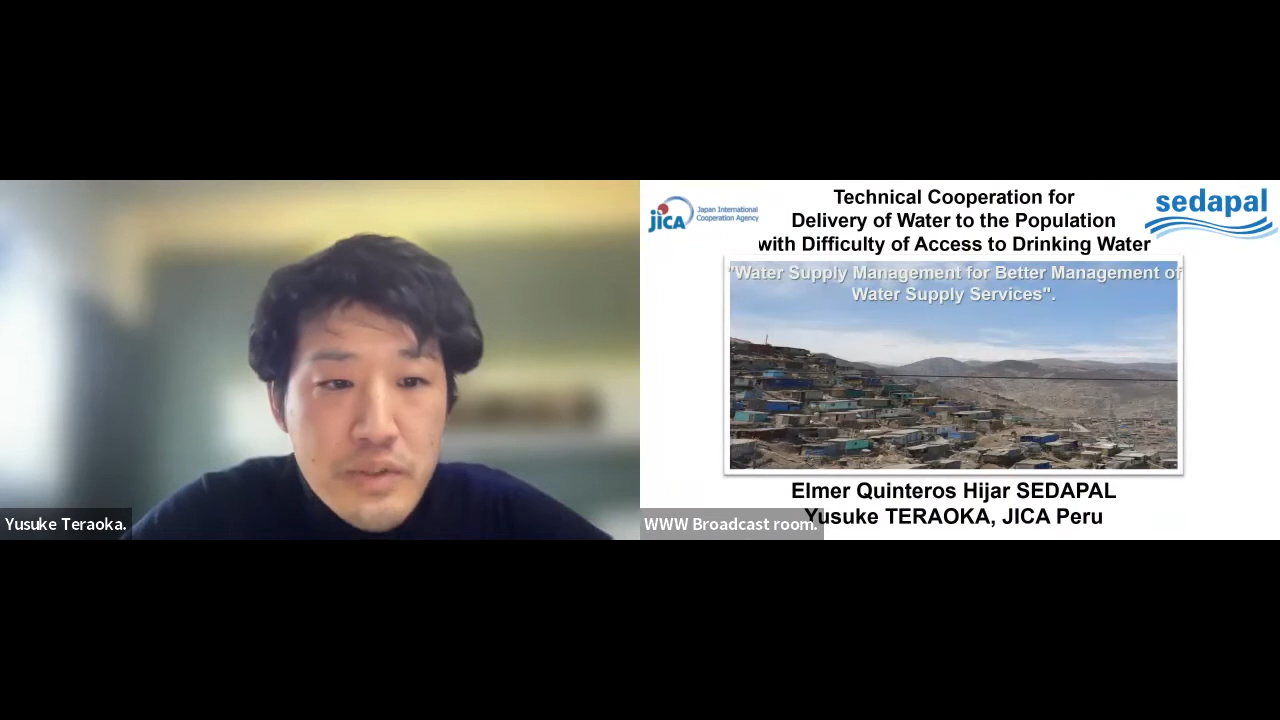 Technical Cooperation for
Delivery of Water to the Population
with Difficulty of Access to Drinking Water
JICA
Japan International
Cooperation Agency
sedapal
"Water Supply Management for Better Management of
Water Supply Services".
Elmer Quinteros Hijar SEDAPAL
Yusuke TERAOKA, JICA Peru
Yusuke Teraoka.
WWW Broadcast room.